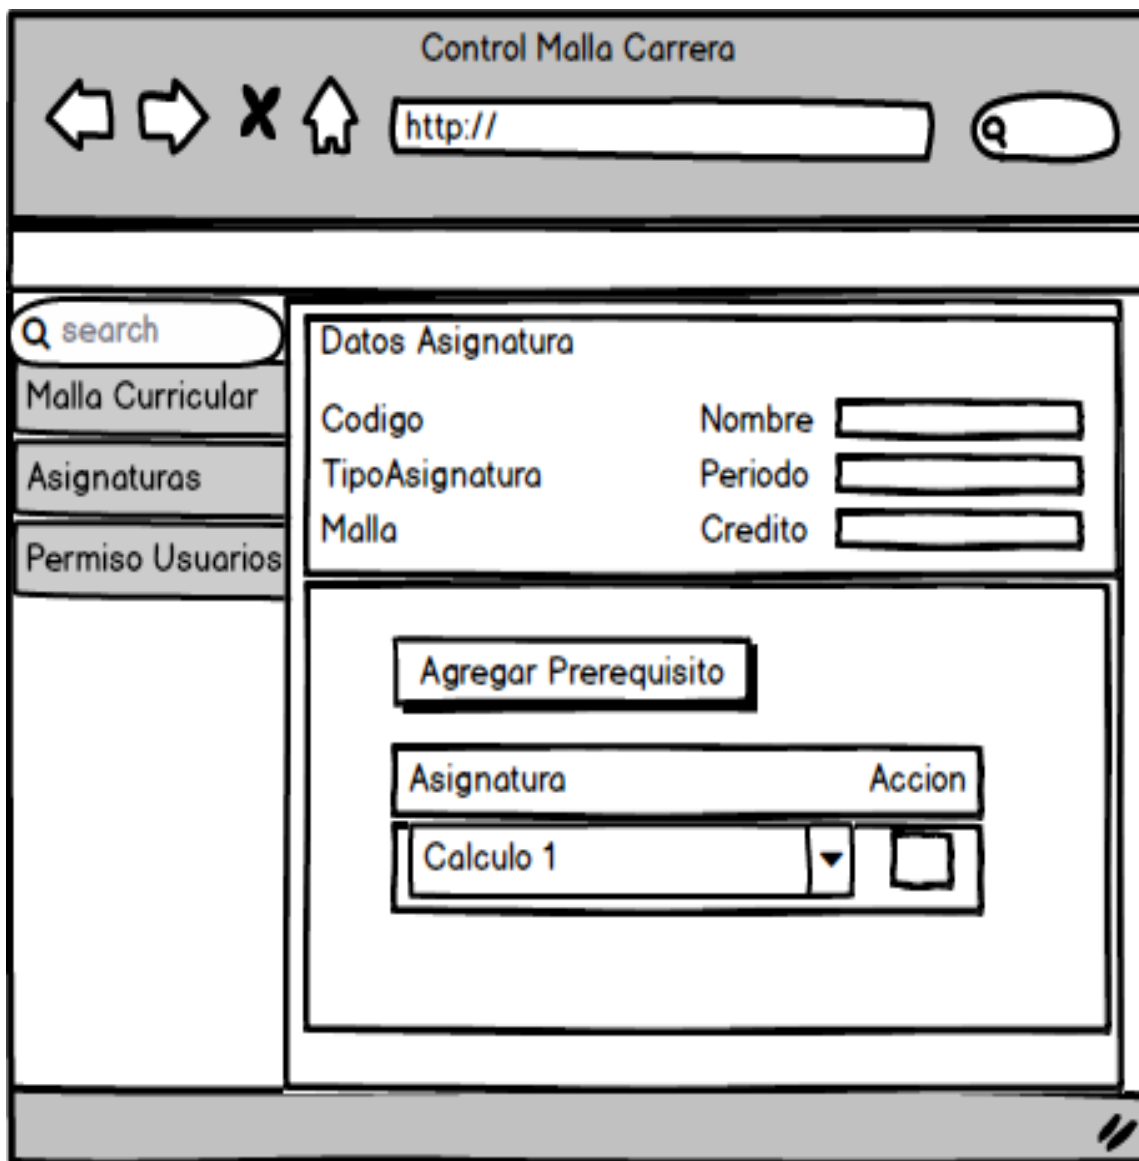 Control Malla Carrera
http://
search
Malla Curricular
Asignaturas
Permiso Usuarios
Datos Asignatura
Codigo Nombre
TipoAsignatura Periodo
Malla Credito
Agregar Prerequisito
Asignatura Accion
Calculo 1